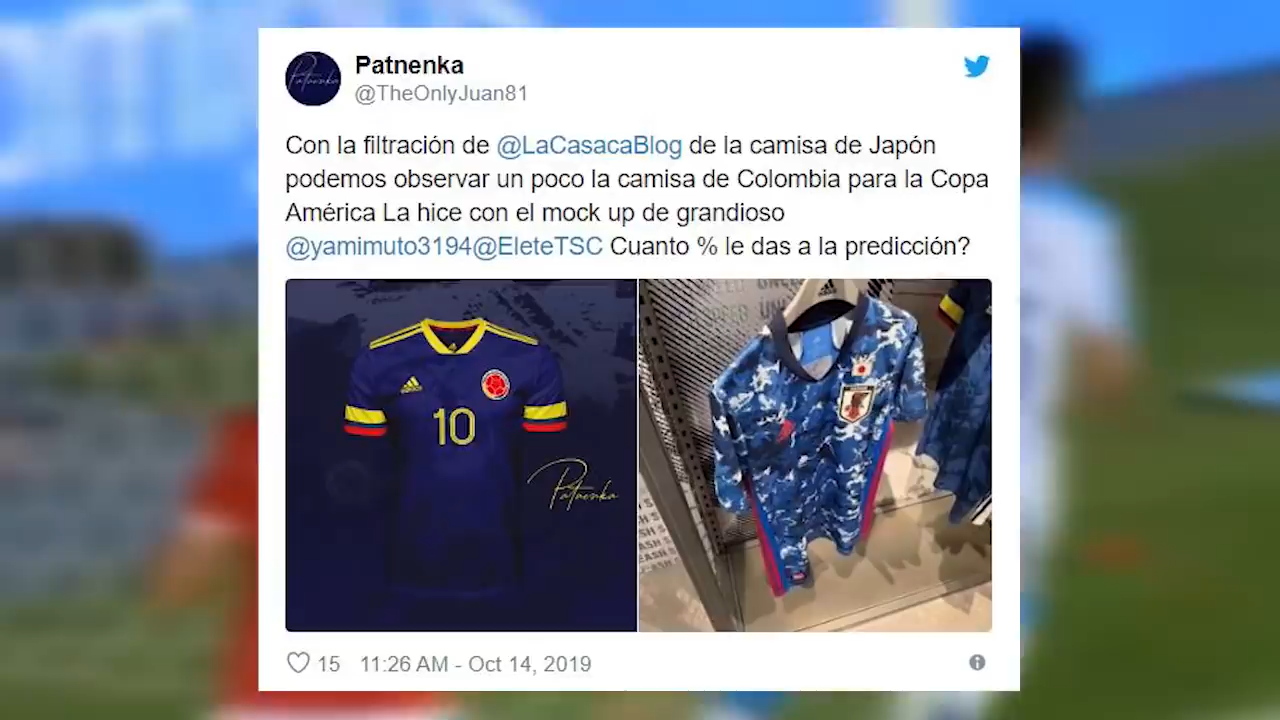 Patnenka
@TheOnlyJuan81
Con la filtración de @LaCasacaBlog de la camisa de Japón
podemos observar un poco la camisa de Colombia para la Copa
América La hice con el mock up de grandioso
@yamimuto3194@EleteTSC Cuanto % le das a la predicción?
10
Patnenka
15 11:26 AM - Oct 14, 2019